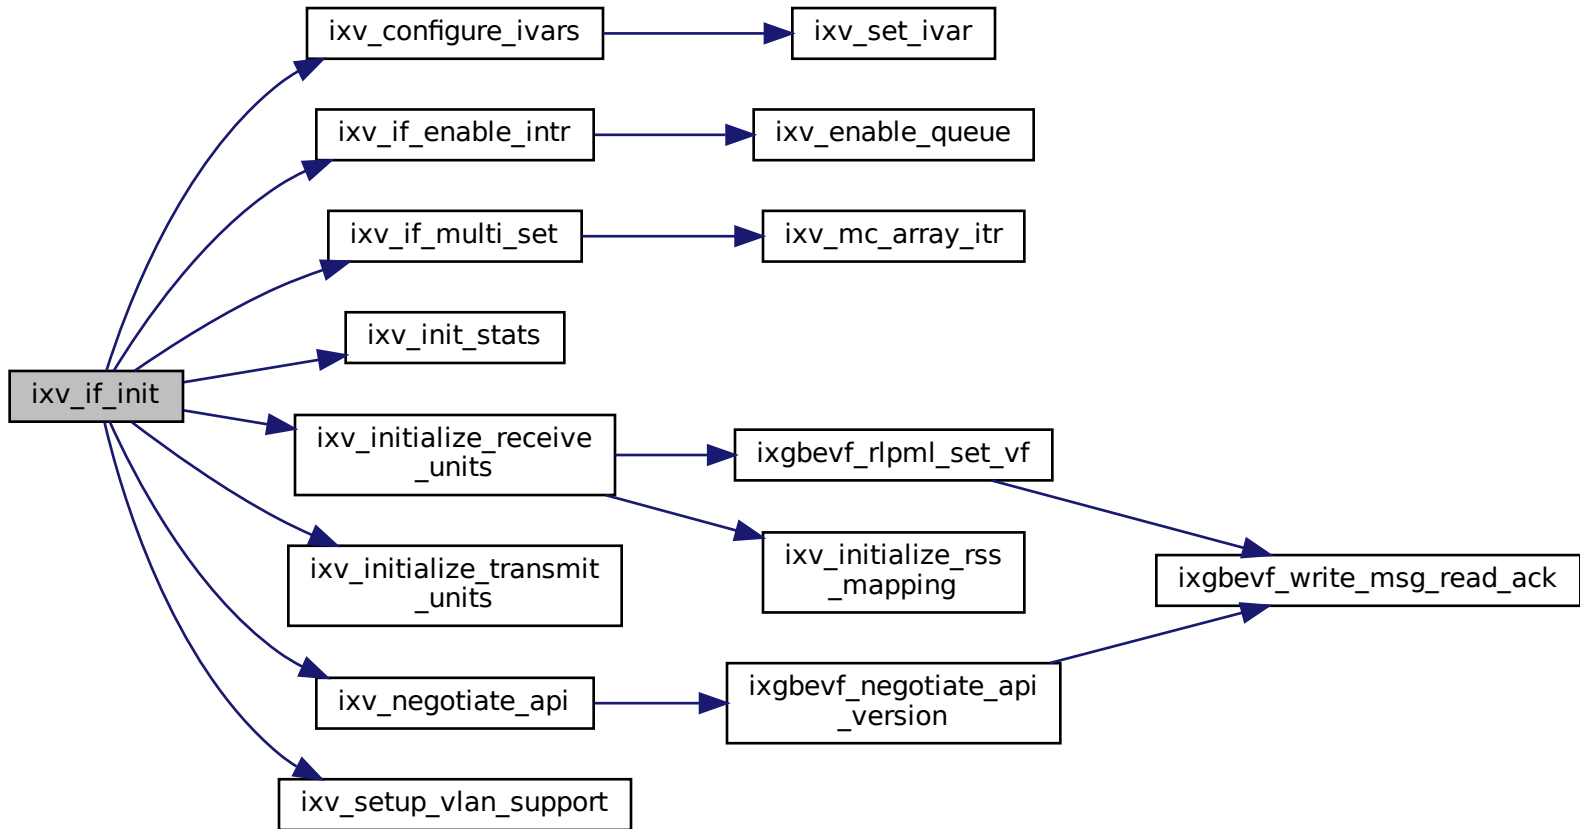 ixv_configure_ivars
ixv_set_ivar
ixv_if_enable_intr
ixv_enable_queue
ixv_if_multi_set
ixv_mc_array_itr
ixv_init_stats
ixv_if_init
ixv_initialize_receive
_units
ixgbevf_rlpml_set_vf
ixv_initialize_transmit
_units
ixv_initialize_rss
_mapping
ixgbevf_write_msg_read_ack
ixv_negotiate_api
ixgbevf_negotiate_api
_version
ixv_setup_vlan_support